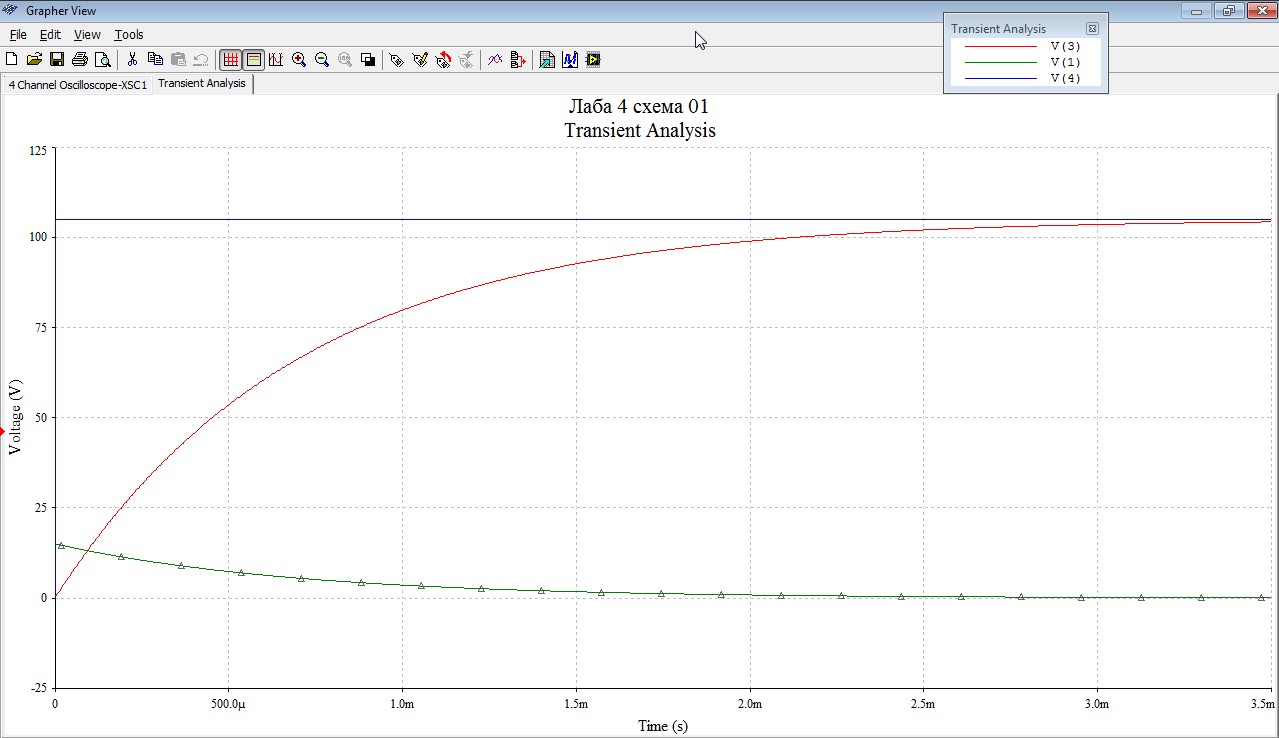 Grapher View
File Edit View Tools
Transient Analysis
V(3)
V(1)
V(4)
4 Channel Oscilloscope-XSC1 Transient Analysis
Лаба 4 схема 01
Transient Analysis
125
100
75
50
25
0
-25
Voltage (V)
0 500.0µ 1.0m 1.5m 2.0m 2.5m 3.0m 3.5m
Time (s)